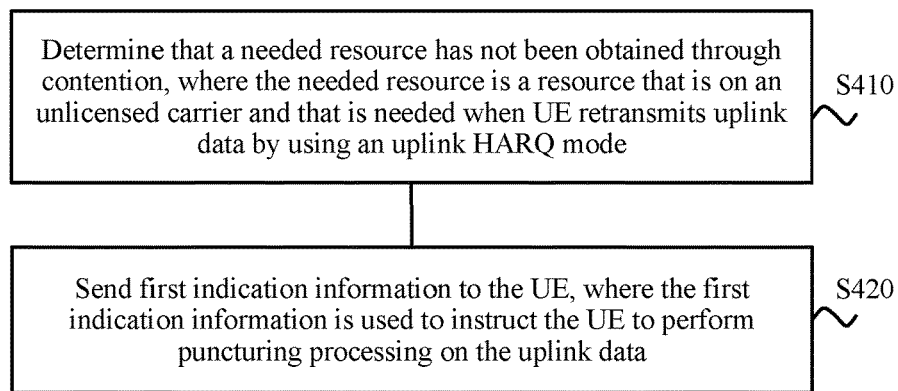 Determine that a needed resource has not been obtained through
contention, where the needed resource is a resource that is on an
unlicensed carrier and that is needed when UE retransmits uplink
data by using an uplink HARQ mode
S410
Send first indication information to the UE, where the first
indication information is used to instruct the UE to perform
puncturing processing on the uplink data
S420